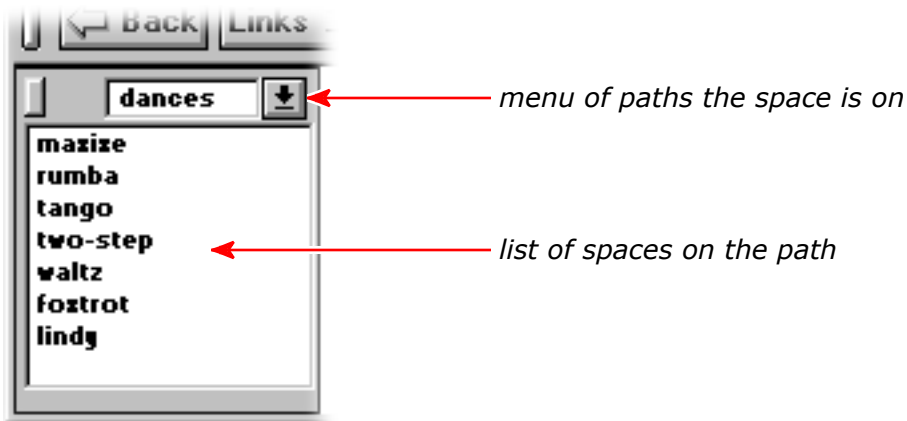 Back Links
dances
menu of paths the space is on
maxixe
rumba
tango
two-step
list of spaces on the path
waltz
foxtrot
lindy